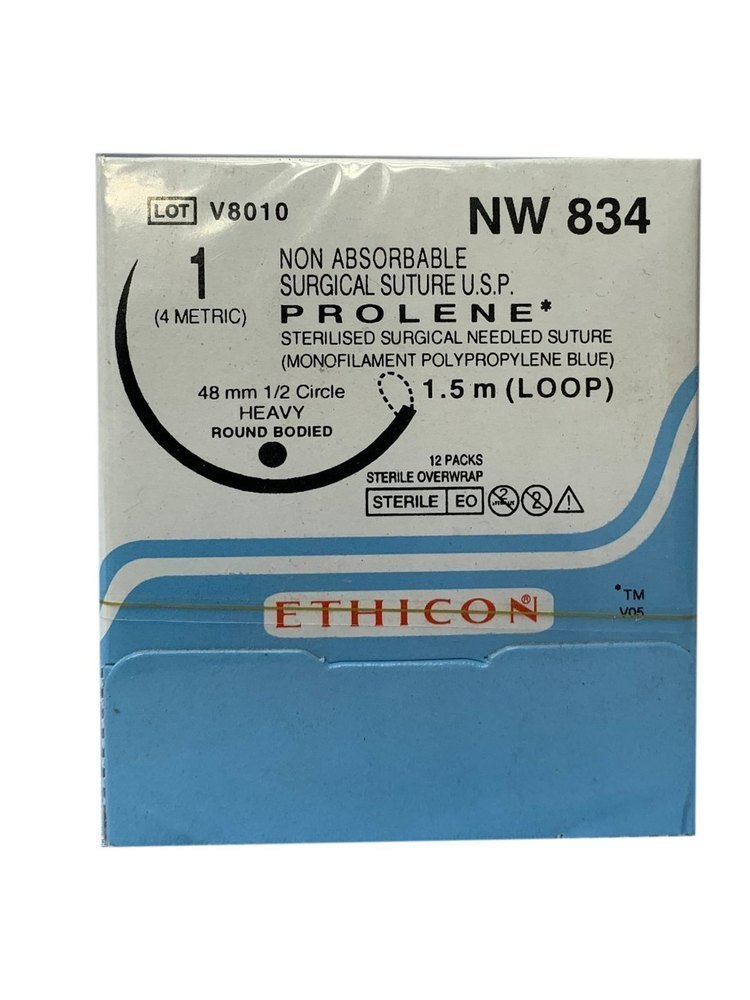 LOT V8010
NW 834
1
(4 METRIC)
NON ABSORBABLE
SURGICAL SUTURE U.S.P.
PROLENE*
STERILISED SURGICAL NEEDLED SUTURE
(MONOFILAMENT POLYPROPYLENE BLUE)
48 mm 1/2 Circle
HEAVY
ROUND BODIED
1.5 m (LOOP)
12 PACKS
STERILE OVERWRAP
STERILE EO
2
ETHICON®
*TM
V05